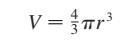 V = 4/3 πr³